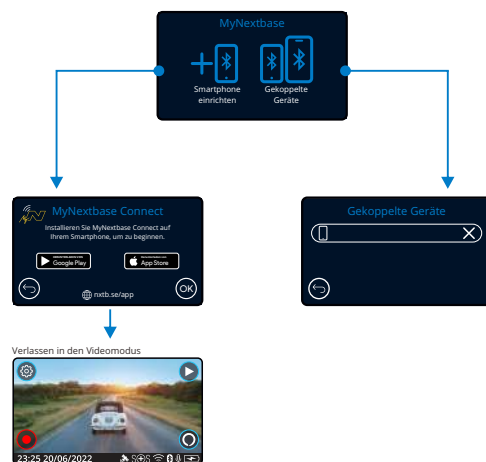 MyNextbase
Smartphone
einrichten
Gekoppelte
Geräte
MyNextbase Connect
Installieren Sie MyNextbase Connect auf
Ihrem Smartphone, um zu beginnen.
Google Play
App Store
nxtb.se/app
OK
Gekoppelte Geräte
Verlassen in den Videomodus
23:25 20/06/2022